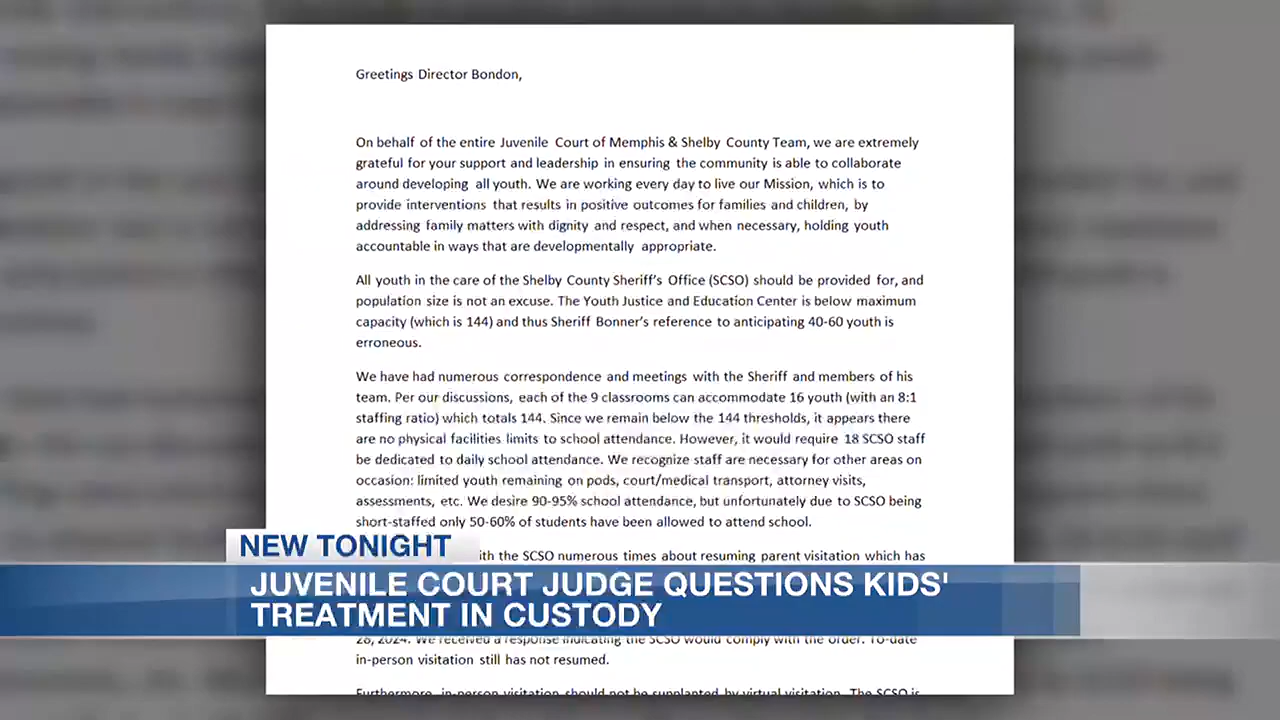 Greetings Director Bondon,
On behalf of the entire Juvenile Court of Memphis & Shelby County Team, we are extremely
grateful for your support and leadership in ensuring the community is able to collaborate
around developing all youth. We are working every day to live our Mission, which is to
provide interventions that results in positive outcomes for families and children, by
addressing family matters with dignity and respect, and when necessary, holding youth
accountable in ways that are developmentally appropriate.
All youth in the care of the Shelby County Sheriff's Office (SCSO) should be provided for, and
population size is not an excuse. The Youth Justice and Education Center is below maximum
capacity (which is 144) and thus Sheriff Bonner's reference to anticipating 40-60 youth is
erroneous.
We have had numerous correspondence and meetings with the Sheriff and members of his
team. Per our discussions, each of the 9 classrooms can accommodate 16 youth (with an 8:1
staffing ratio) which totals 144. Since we remain below the 144 thresholds, it appears there
are no physical facilities limits to school attendance. However, it would require 18 SCSO staff
be dedicated to daily school attendance. We recognize staff are necessary for other areas on
occasion: limited youth remaining on pods, court/medical transport, attorney visits,
assessments, etc. We desire 90-95% school attendance, but unfortunately due to SCSO being
short-staffed only 50-60% of students have been allowed to attend school.
the SCSO numerous times about resuming parent visitation which has
NEW TONIGHT
JUVENILE COURT JUDGE QUESTIONS KIDS'
TREATMENT IN CUSTODY
28, 2024. We received a response indicating the SCSO would comply with the order. To-date
in-person visitation still has not resumed.
Furthermore, in-person visitation should not be supplanted by virtual visitation. The SCSO is